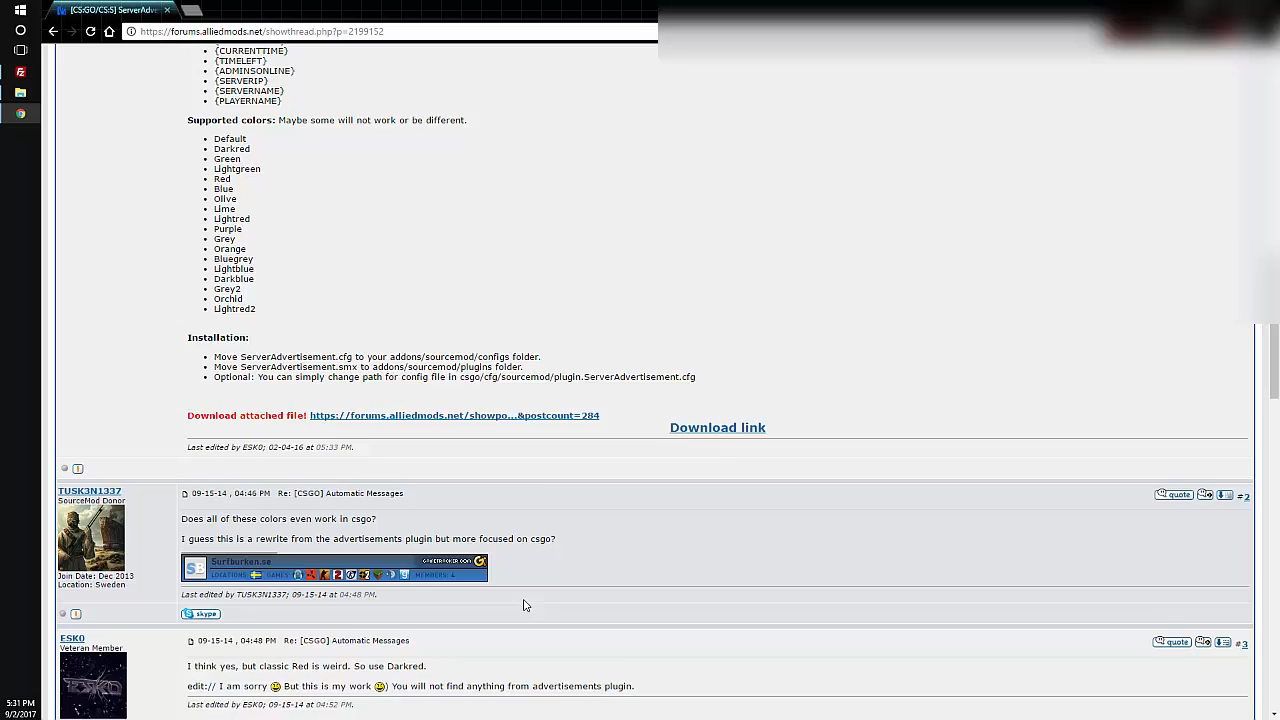 [CS:GO/CS:S] ServerAdv
https://forums.alliedmods.net/showthread.php?p=2199152
{CURRENTTIME}
{TIMELEFT}
{ADMINSONLINE}
{SERVERIP}
{SERVERNAME}
{PLAYERNAME}
Supported colors: Maybe some will not work or be different.
Default
Darkred
Green
Lightgreen
Red
Blue
Olive
Lime
Lightred
Purple
Grey
Orange
Bluegrey
Lightblue
Darkblue
Grey2
Orchid
Lightred2
Installation:
Move ServerAdvertisement.cfg to your addons/sourcemod/configs folder.
Move ServerAdvertisement.smx to addons/sourcemod/plugins folder.
Optional: You can simply change path for config file in csgo/cfg/sourcemod/plugin.ServerAdvertisement.cfg
Download attached file! https://forums.alliedmods.net/showpo...&postcount=284
Download link
Last edited by ESK0; 02-04-16 at 05:33 PM.
TUSK3N1337
SourceMod Donor
Join Date: Dec 2013
Location: Sweden
09-15-14 , 04:46 PM Re: [CSGO] Automatic Messages
quote
#2
Does all of these colors even work in csgo?
I guess this is a rewrite from the advertisements plugin but more focused on csgo?
SB
Surfburken.se
GAMETRACKER.COM
LOCATIONS: GAMES: MEMBERS: 4
Last edited by TUSK3N1337; 09-15-14 at 04:48 PM.
skype
ESK0
Veteran Member
09-15-14 , 04:48 PM Re: [CSGO] Automatic Messages
quote
#3
I think yes, but classic Red is weird. So use Darkred.
edit:// I am sorry But this is my work ) You will not find anything from advertisements plugin.
Last edited by ESK0; 09-15-14 at 04:52 PM.
5:31 PM
9/2/2017